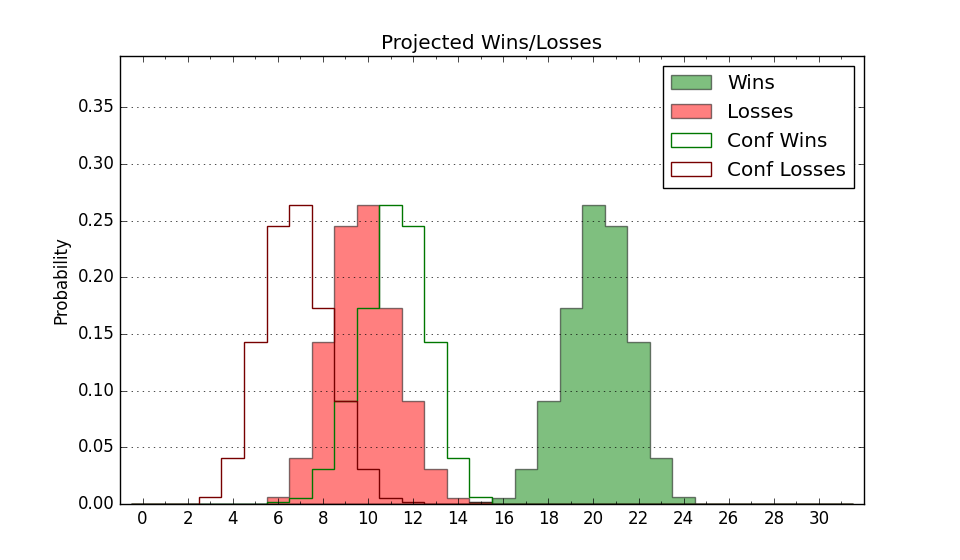 Projected Wins/Losses
Wins
Losses
Conf Wins
Conf Losses
Probability
0.35
0.30
0.25
0.20
0.15
0.10
0.05
0.00
0 2 4 6 8 10 12 14 16 18 20 22 24 26 28 30